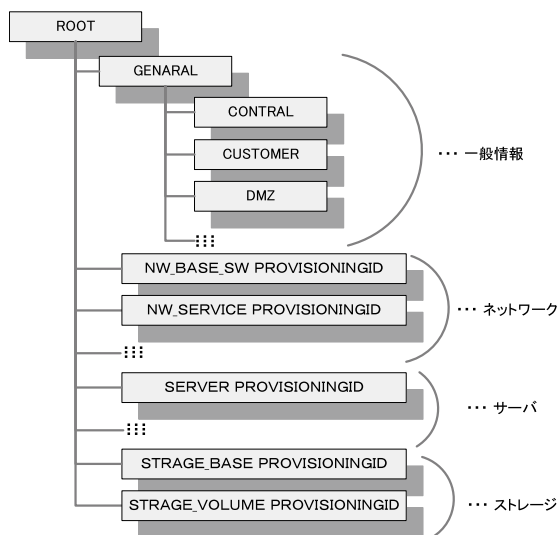 ROOT
GENARAL
CONTRAL
CUSTOMER
… 一般情報
DMZ
NW_BASE_SW PROVISIONINGID
NW_SERVICE PROVISIONINGID
… ネットワーク
SERVER PROVISIONINGID
… サーバ
STRAGE_BASE PROVISIONINGID
STRAGE_VOLUME PROVISIONINGID
… ストレージ